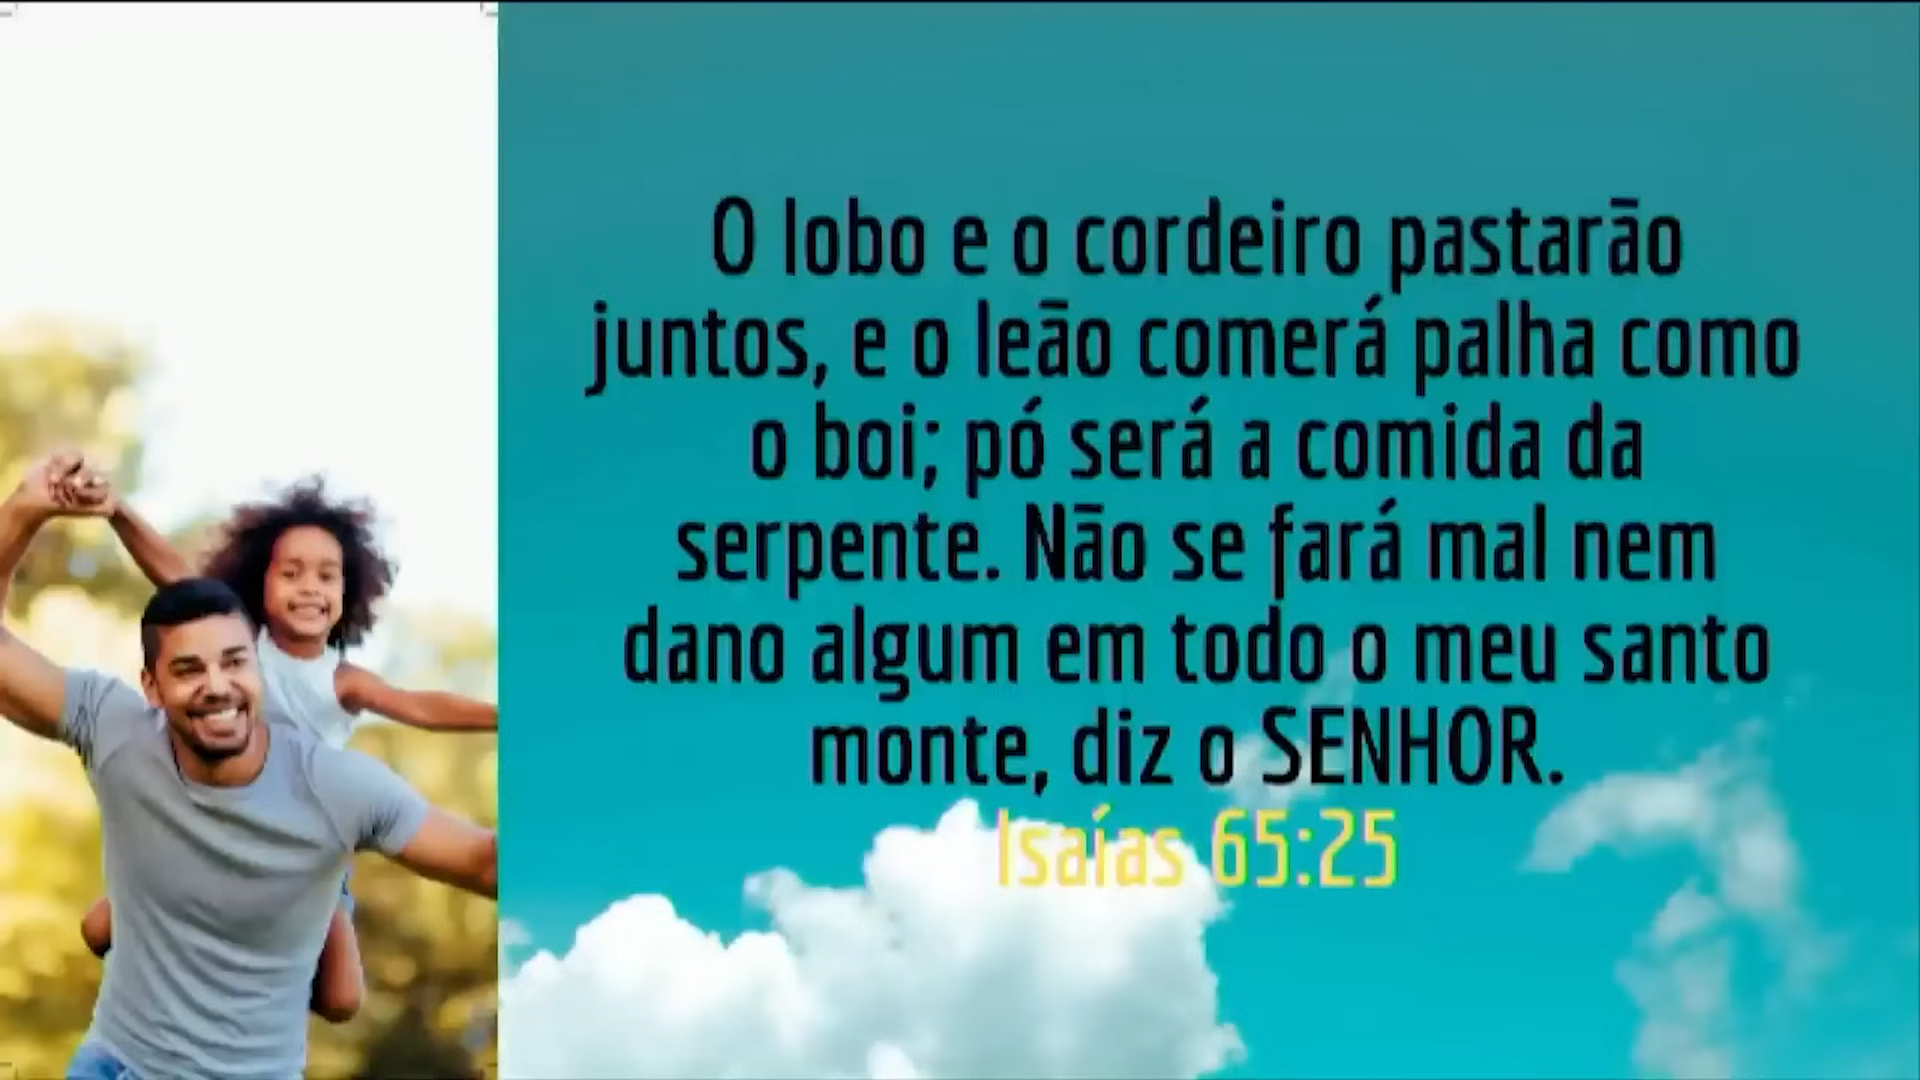 O lobo e o cordeiro pastarão
juntos, e o leão comerá palha como
o boi; pó será a comida da
serpente. Não se fará mal nem
dano algum em todo o meu santo
monte, diz o SENHOR.
Isaías 65:25